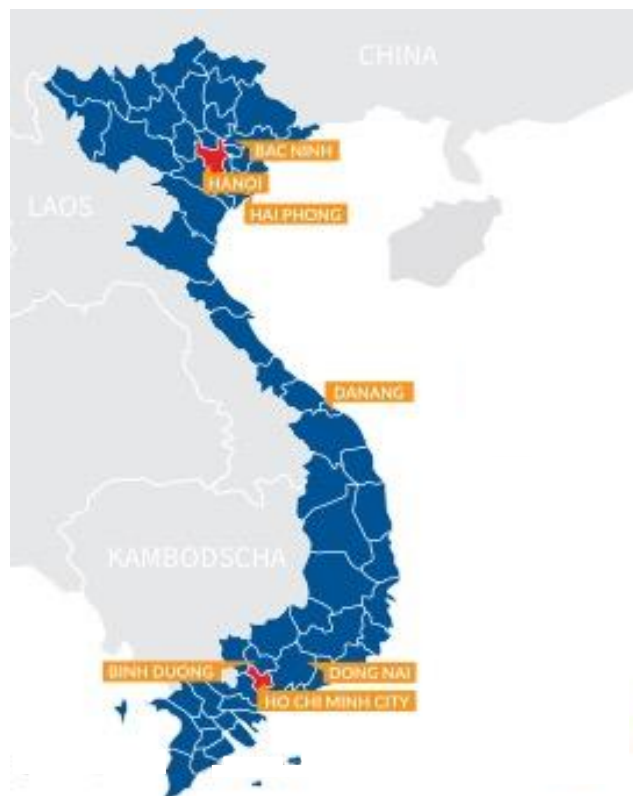 CHINA
BAC NINH
HANOI
LAOS
HAI PHONG
DANANG
KAMBODSCHA
BINH DUONG
DONG NAI
HO CHI MINH CITY